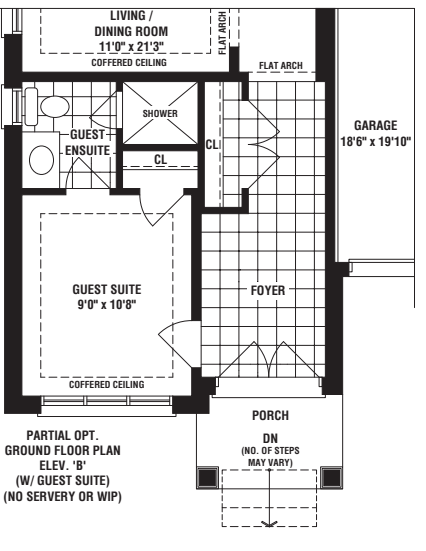 LIVING /
DINING ROOM
11'0" x 21'3"
COFFERED CEILING
FLAT ARCH
FLAT ARCH
SHOWER
GUEST
ENSUITE
CL
CL
GARAGE
18'6" x 19'10"
GUEST SUITE
9'0" x 10'8"
FOYER
COFFERED CEILING
PORCH
DN
(NO. OF STEPS
MAY VARY)
PARTIAL OPT.
GROUND FLOOR PLAN
ELEV. 'B'
(W/ GUEST SUITE)
(NO SERVERY OR WIP)